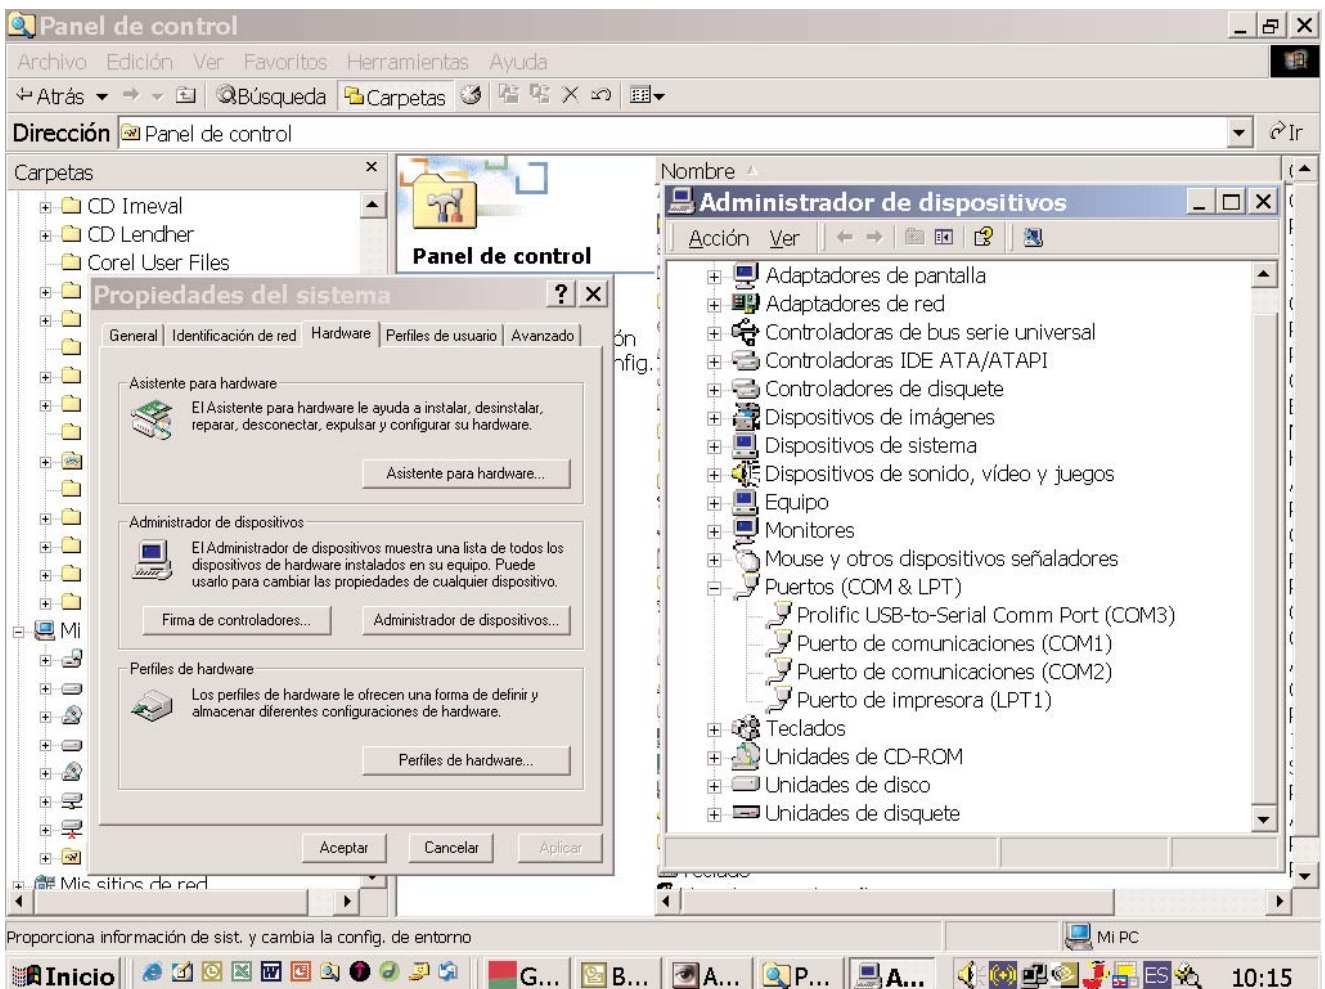 Panel de control
Archivo Edición Ver Favoritos Herramientas Ayuda
Atrás Búsqueda Carpetas
Dirección Panel de control Ir
Carpetas
CD Imeval
CD Lendher
Corel User Files
Mi
Mis sitios de red
Panel de control
ón
nfig.
Nombre
Propiedades del sistema
General Identificación de red Hardware Perfiles de usuario Avanzado
Asistente para hardware
El Asistente para hardware le ayuda a instalar, desinstalar,
reparar, desconectar, expulsar y configurar su hardware.
Asistente para hardware...
Administrador de dispositivos
El Administrador de dispositivos muestra una lista de todos los
dispositivos de hardware instalados en su equipo. Puede
usarlo para cambiar las propiedades de cualquier dispositivo.
Firma de controladores... Administrador de dispositivos...
Perfiles de hardware
Los perfiles de hardware le ofrecen una forma de definir y
almacenar diferentes configuraciones de hardware.
Perfiles de hardware...
Aceptar Cancelar Aplicar
Administrador de dispositivos
Acción Ver
Adaptadores de pantalla
Adaptadores de red
Controladoras de bus serie universal
Controladoras IDE ATA/ATAPI
Controladores de disquete
Dispositivos de imágenes
Dispositivos de sistema
Dispositivos de sonido, vídeo y juegos
Equipo
Monitores
Mouse y otros dispositivos señaladores
Puertos (COM & LPT)
Prolific USB-to-Serial Comm Port (COM3)
Puerto de comunicaciones (COM1)
Puerto de comunicaciones (COM2)
Puerto de impresora (LPT1)
Teclados
Unidades de CD-ROM
Unidades de disco
Unidades de disquete
Proporciona información de sist. y cambia la config. de entorno
Mi PC
Inicio G... B... A... P... A... ES 10:15